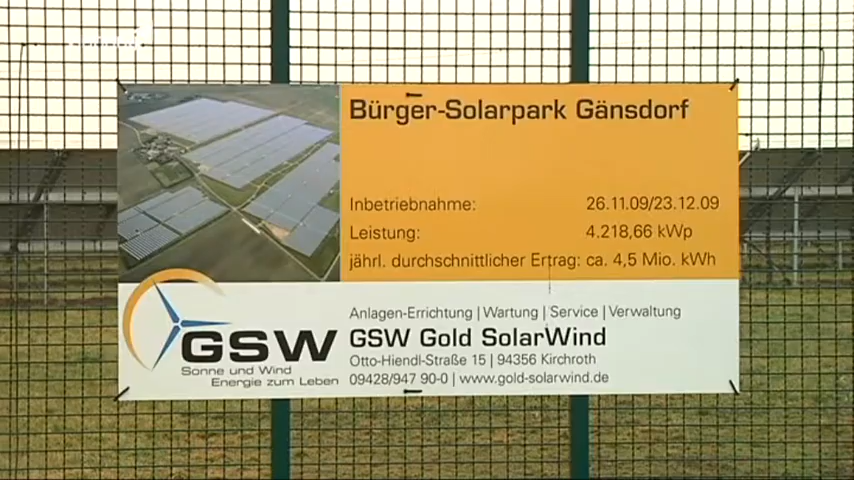 Bürger-Solarpark Gänsdorf
Inbetriebnahme: 26.11.09/23.12.09
Leistung: 4.218,66 kWp
jährl. durchschnittlicher Ertrag: ca. 4,5 Mio. kWh
Anlagen-Errichtung | Wartung | Service | Verwaltung
GSW Gold SolarWind
Otto-Hiendl-Straße 15 | 94356 Kirchroth
09428/947 90-0 | www.gold-solarwind.de
GSW
Sonne und Wind
Energie zum Leben